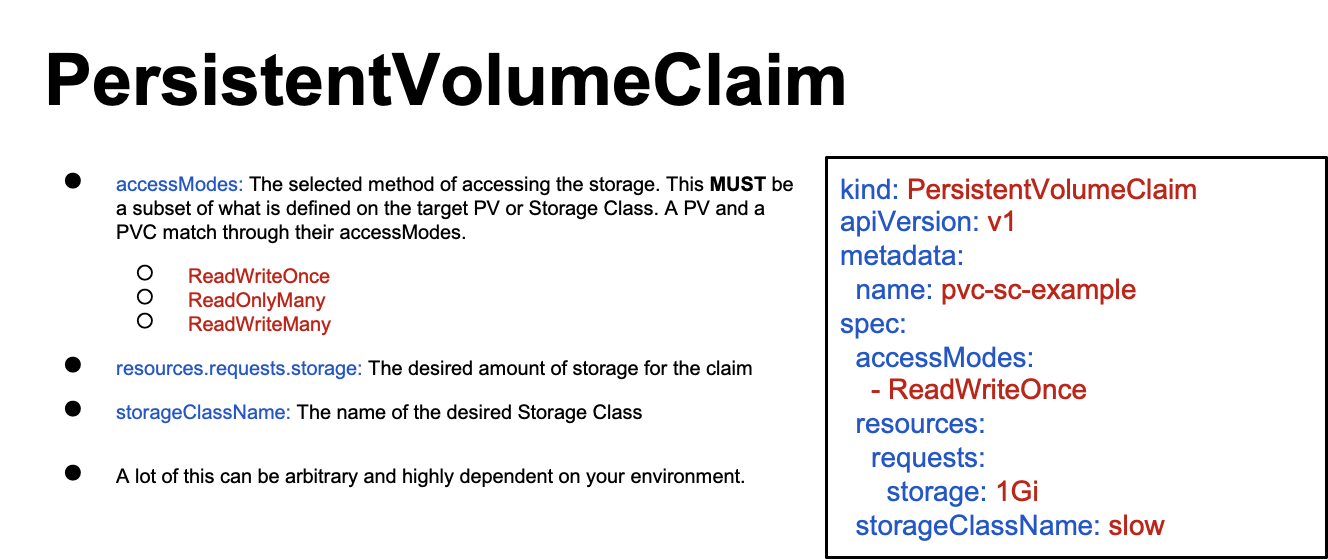 PersistentVolumeClaim
accessModes: The selected method of accessing the storage. This MUST be
a subset of what is defined on the target PV or Storage Class. A PV and a
PVC match through their accessModes.
ReadWriteOnce
ReadOnlyMany
ReadWriteMany
resources.requests.storage: The desired amount of storage for the claim
storageClassName: The name of the desired Storage Class
A lot of this can be arbitrary and highly dependent on your environment.
kind: PersistentVolumeClaim
apiVersion: v1
metadata:
  name: pvc-sc-example
spec:
  accessModes:
    - ReadWriteOnce
  resources:
    requests:
      storage: 1Gi
  storageClassName: slow